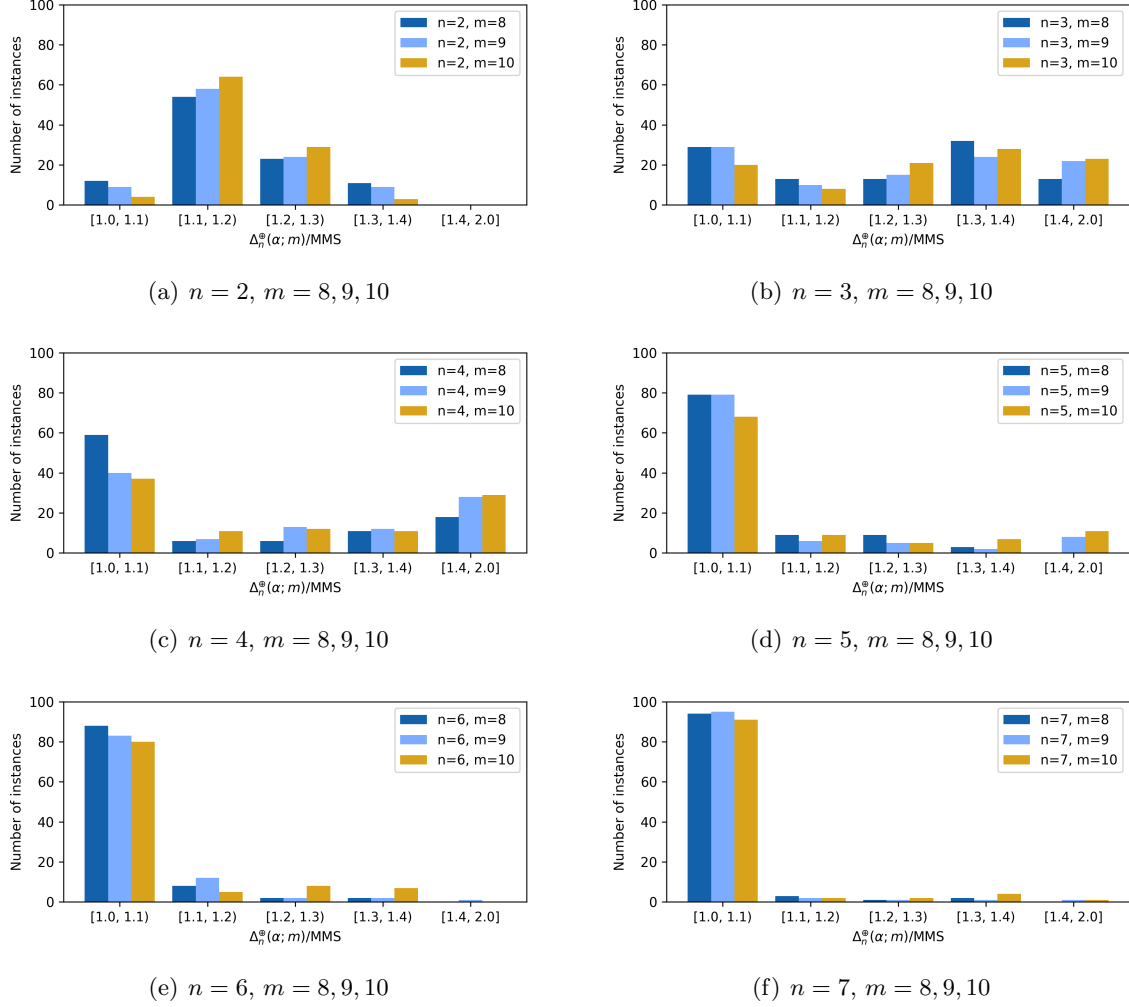 100
80
60
40
20
0
Number of instances
n=2, m=8
n=2, m=9
n=2, m=10
[1.0, 1.1)
[1.1, 1.2)
[1.2, 1.3)
[1.3, 1.4)
[1.4, 2.0]
Δₙ⊕(α; m)/MMS
(a) n = 2, m = 8, 9, 10
100
80
60
40
20
0
Number of instances
n=3, m=8
n=3, m=9
n=3, m=10
[1.0, 1.1)
[1.1, 1.2)
[1.2, 1.3)
[1.3, 1.4)
[1.4, 2.0]
Δₙ⊕(α; m)/MMS
(b) n = 3, m = 8, 9, 10
100
80
60
40
20
0
Number of instances
n=4, m=8
n=4, m=9
n=4, m=10
[1.0, 1.1)
[1.1, 1.2)
[1.2, 1.3)
[1.3, 1.4)
[1.4, 2.0]
Δₙ⊕(α; m)/MMS
(c) n = 4, m = 8, 9, 10
100
80
60
40
20
0
Number of instances
n=5, m=8
n=5, m=9
n=5, m=10
[1.0, 1.1)
[1.1, 1.2)
[1.2, 1.3)
[1.3, 1.4)
[1.4, 2.0]
Δₙ⊕(α; m)/MMS
(d) n = 5, m = 8, 9, 10
100
80
60
40
20
0
Number of instances
n=6, m=8
n=6, m=9
n=6, m=10
[1.0, 1.1)
[1.1, 1.2)
[1.2, 1.3)
[1.3, 1.4)
[1.4, 2.0]
Δₙ⊕(α; m)/MMS
(e) n = 6, m = 8, 9, 10
100
80
60
40
20
0
Number of instances
n=7, m=8
n=7, m=9
n=7, m=10
[1.0, 1.1)
[1.1, 1.2)
[1.2, 1.3)
[1.3, 1.4)
[1.4, 2.0]
Δₙ⊕(α; m)/MMS
(f) n = 7, m = 8, 9, 10